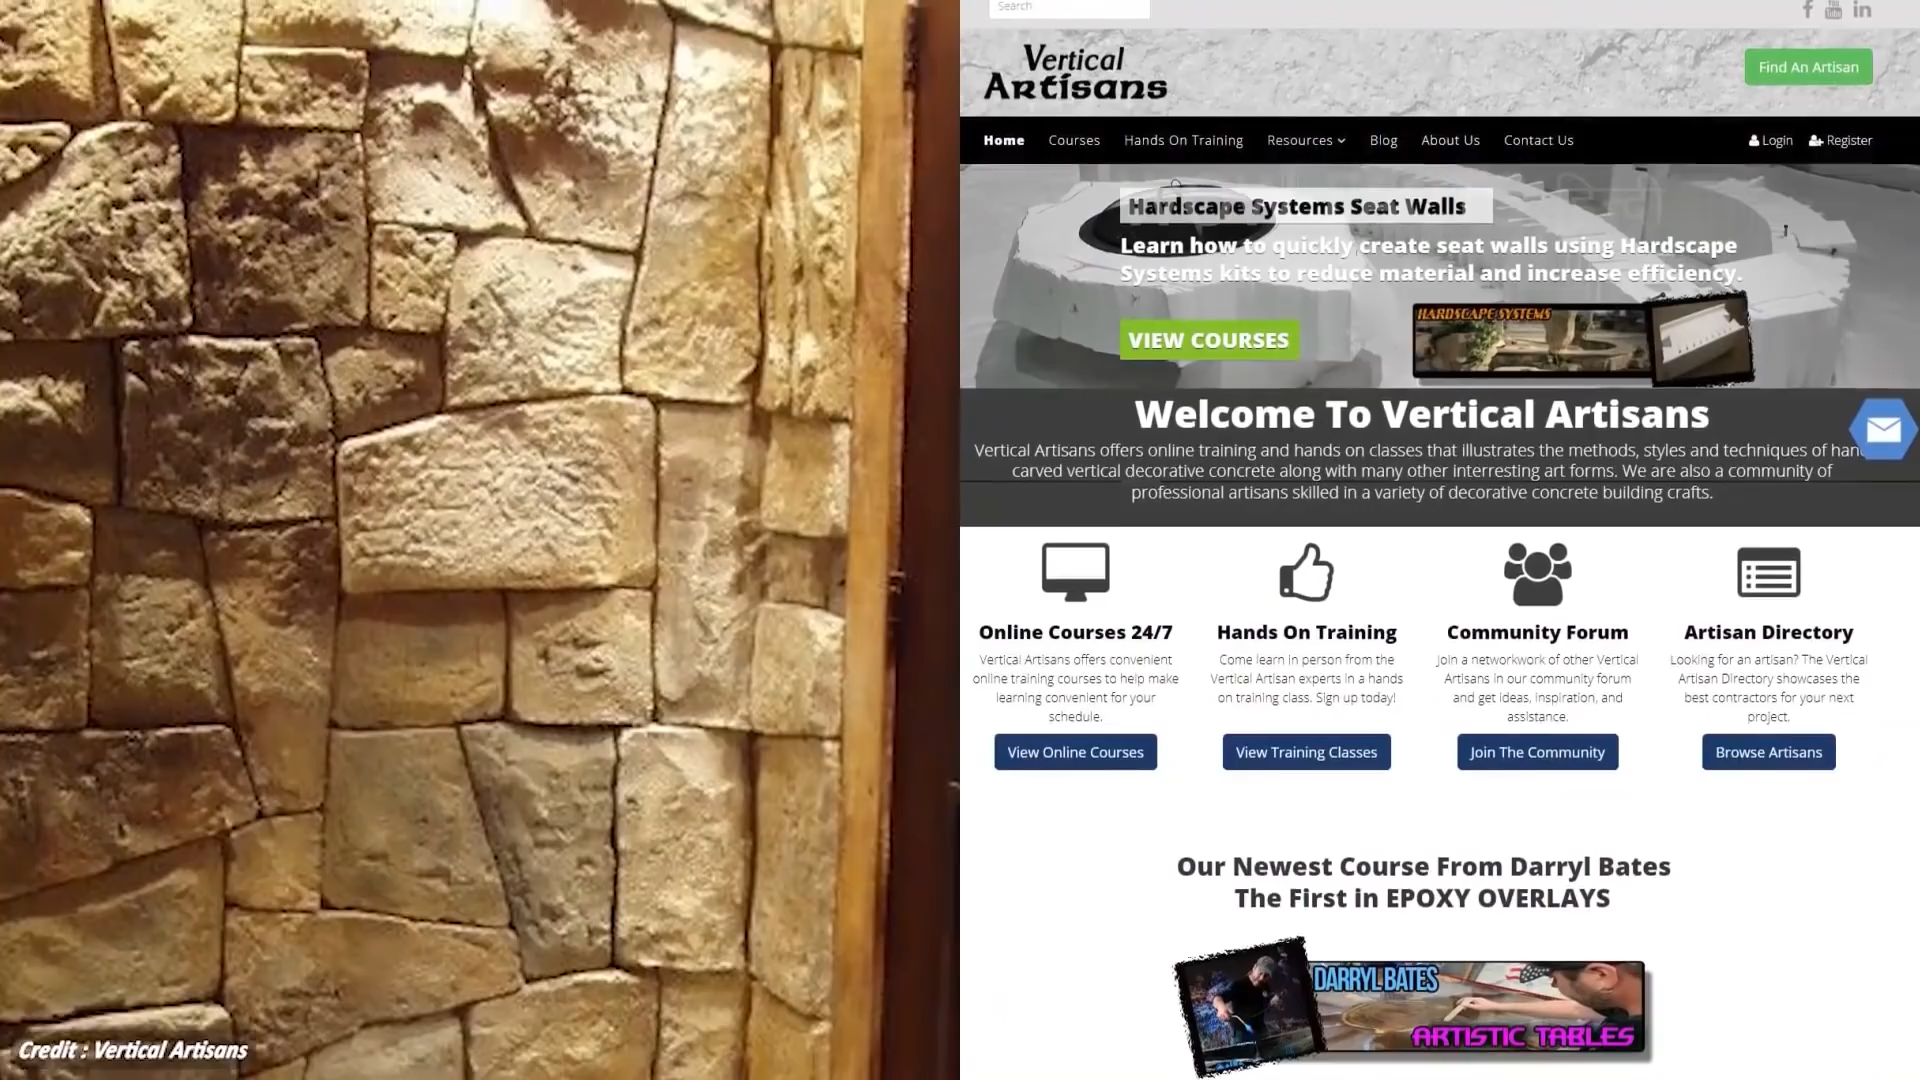 Credit : Vertical Artisans
Search
Vertical
Artisans
Find An Artisan
Home
Courses
Hands On Training
Resources
Blog
About Us
Contact Us
Login
Register
Hardscape Systems Seat Walls
Learn how to quickly create seat walls using Hardscape
Systems kits to reduce material and increase efficiency.
VIEW COURSES
HARDSCAPE SYSTEMS
Welcome To Vertical Artisans
Vertical Artisans offers online training and hands on classes that illustrates the methods, styles and techniques of
carved vertical decorative concrete along with many other interresting art forms. We are also a community of
professional artisans skilled in a variety of decorative concrete building crafts.
Online Courses 24/7
Vertical Artisans offers convenient
online training courses to help make
learning convenient for your
schedule.
View Online Courses
Hands On Training
Come learn in person from the
Vertical Artisan experts in a hands
on training class. Sign up today!
View Training Classes
Community Forum
Join a networkwork of other Vertical
Artisans in our community forum
and get ideas, inspiration, and
assistance.
Join The Community
Artisan Directory
Looking for an artisan? The Vertical
Artisan Directory showcases the
best contractors for your next
project.
Browse Artisans
Our Newest Course From Darryl Bates
The First in EPOXY OVERLAYS
DARRYL BATES
ARTISTIC TABLES